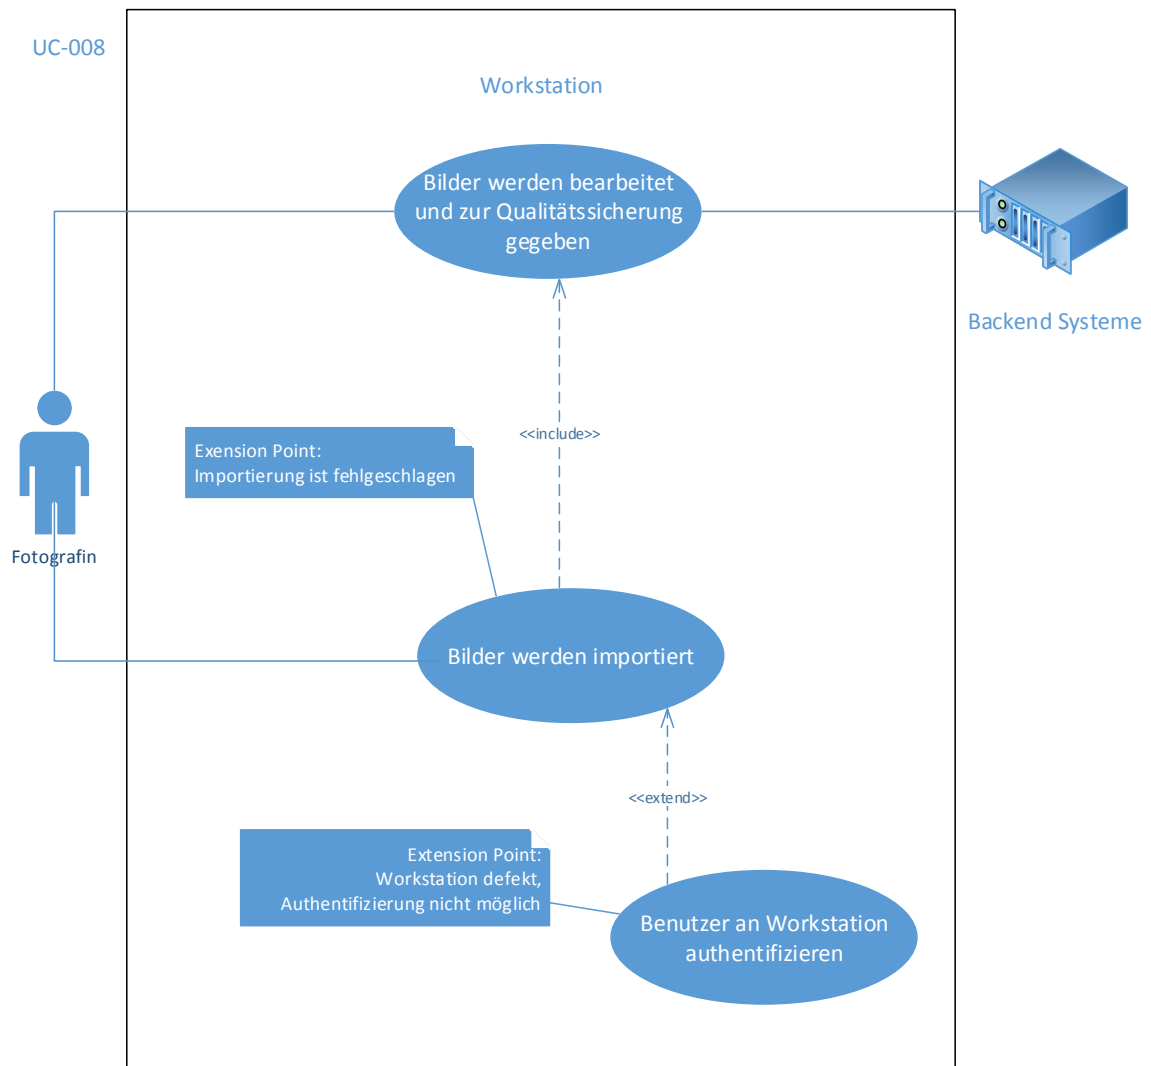 UC-008
Workstation
Bilder werden bearbeitet
und zur Qualitätssicherung
gegeben
Backend Systeme
<<include>>
Exension Point:
Importierung ist fehlgeschlagen
Fotografin
Bilder werden importiert
<<extend>>
Extension Point:
Workstation defekt,
Authentifizierung nicht möglich
Benutzer an Workstation
authentifizieren